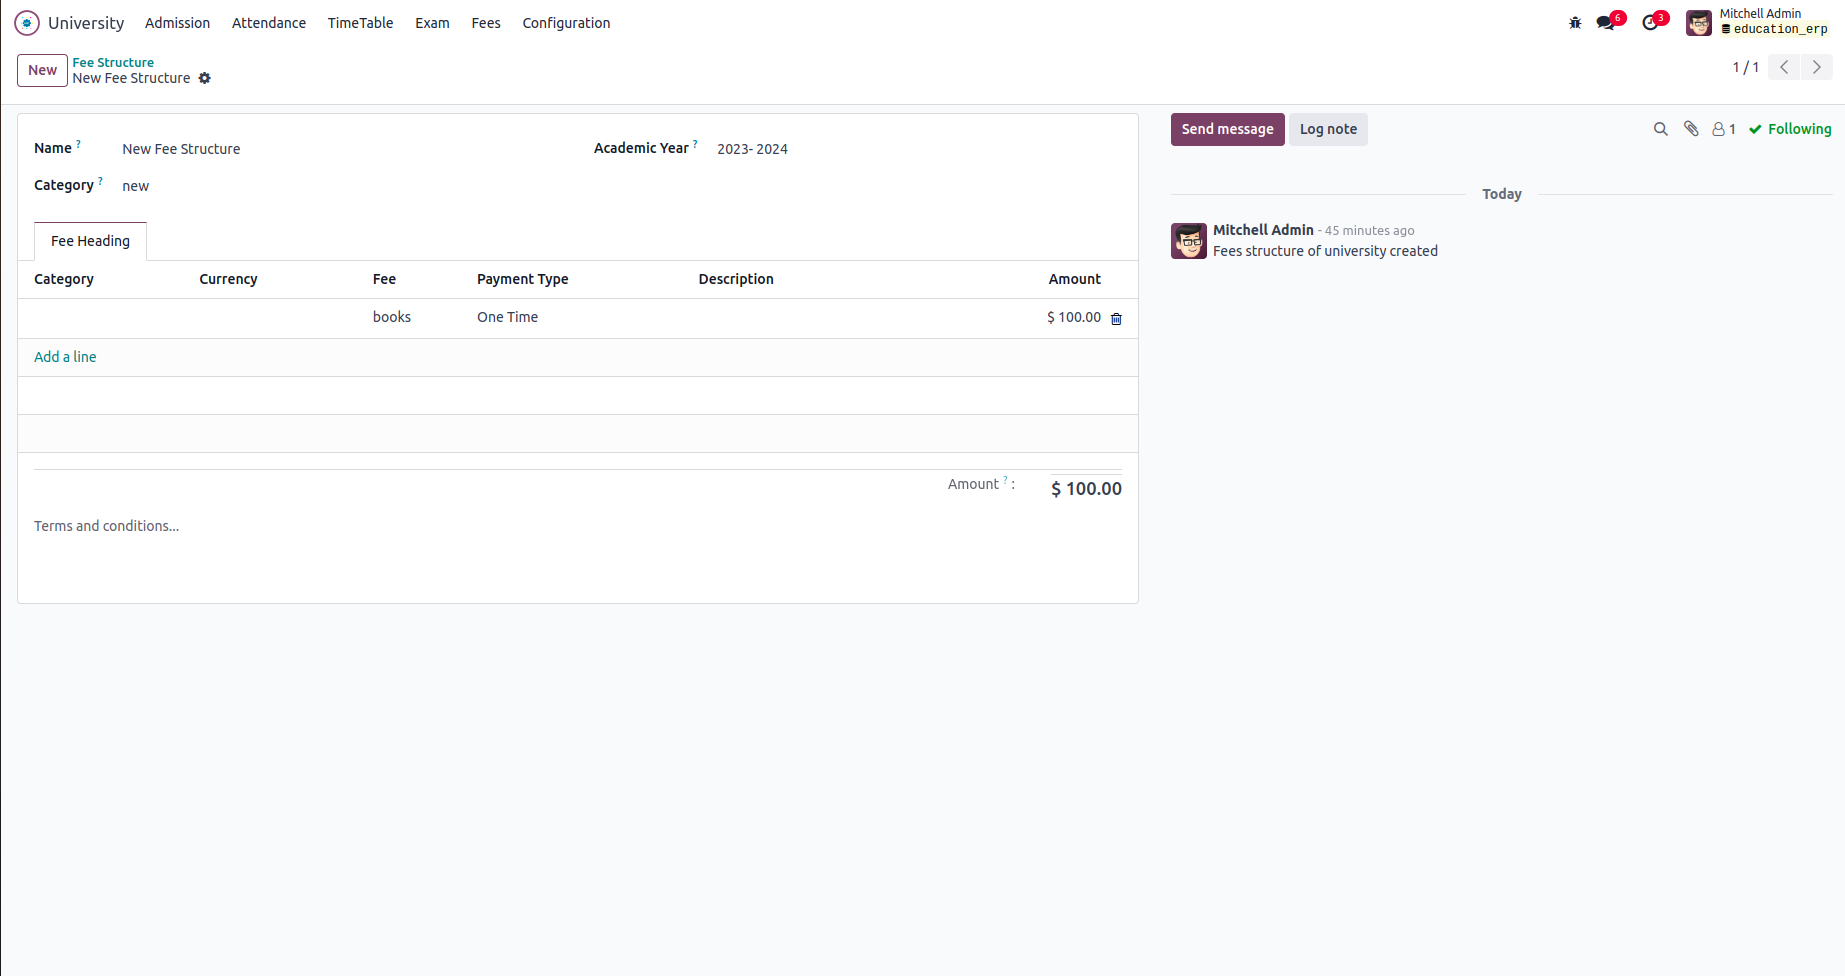 University Admission Attendance TimeTable Exam Fees Configuration 6 3 Mitchell Admin
education_erp
New Fee Structure
New Fee Structure
1 / 1
Name ? New Fee Structure Academic Year ? 2023- 2024
Category ? new
Fee Heading
Category Currency Fee Payment Type Description Amount
books One Time $ 100.00
Add a line
Amount ? : $ 100.00
Terms and conditions...
Send message Log note 1 Following
Today
Mitchell Admin - 45 minutes ago
Fees structure of university created